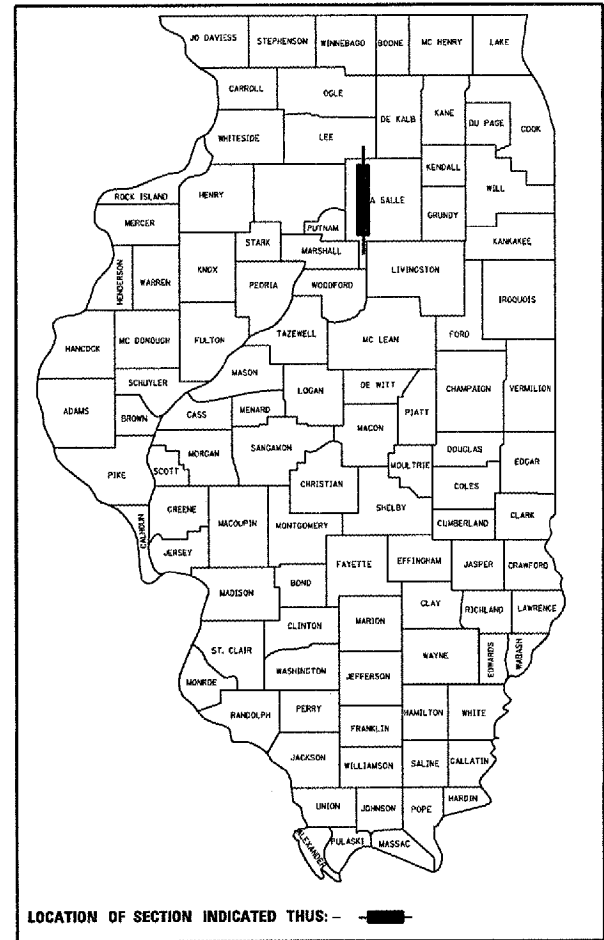 JO DAVIESS STEPHENSON WINNEBAGO BOONE MC HENRY LAKE
CARROLL OGLE
DE KALB KANE DU PAGE COOK
WHITESIDE LEE
KENDALL WILL
ROCK ISLAND HENRY A SALLE GRUNDY
MERCER PUTNAM
STARK MARSHALL KANKAKEE
HENDERSON WARREN KNOX PEORIA WOODFORD LIVINGSTON IROQUOIS
TAZEWELL MC LEAN FORD
HANCOCK MC DONOUGH FULTON
MASON
SCHUYLER LOGAN DE WITT CHAMPAIGN VERMILION
ADAMS BROWN CASS MENARD MACON PIATT
MORGAN SANGAMON DOUGLAS EDGAR
PIKE SCOTT CHRISTIAN MOULTRIE COLES
GREENE SHELBY
CALHOUN MACOUPIN MONTGOMERY CUMBERLAND CLARK
JERSEY FAYETTE EFFINGHAM JASPER CRAWFORD
MADISON BOND
CLAY RICHLAND LAWRENCE
CLINTON MARION
ST. CLAIR WAYNE EDWARDS WABASH
WASHINGTON JEFFERSON
MONROE
RANDOLPH PERRY HAMILTON WHITE
FRANKLIN
JACKSON WILLIAMSON SALINE GALLATIN
UNION JOHNSON POPE HARDIN
ALEXANDER PULASKI MASSAC
LOCATION OF SECTION INDICATED THUS: -